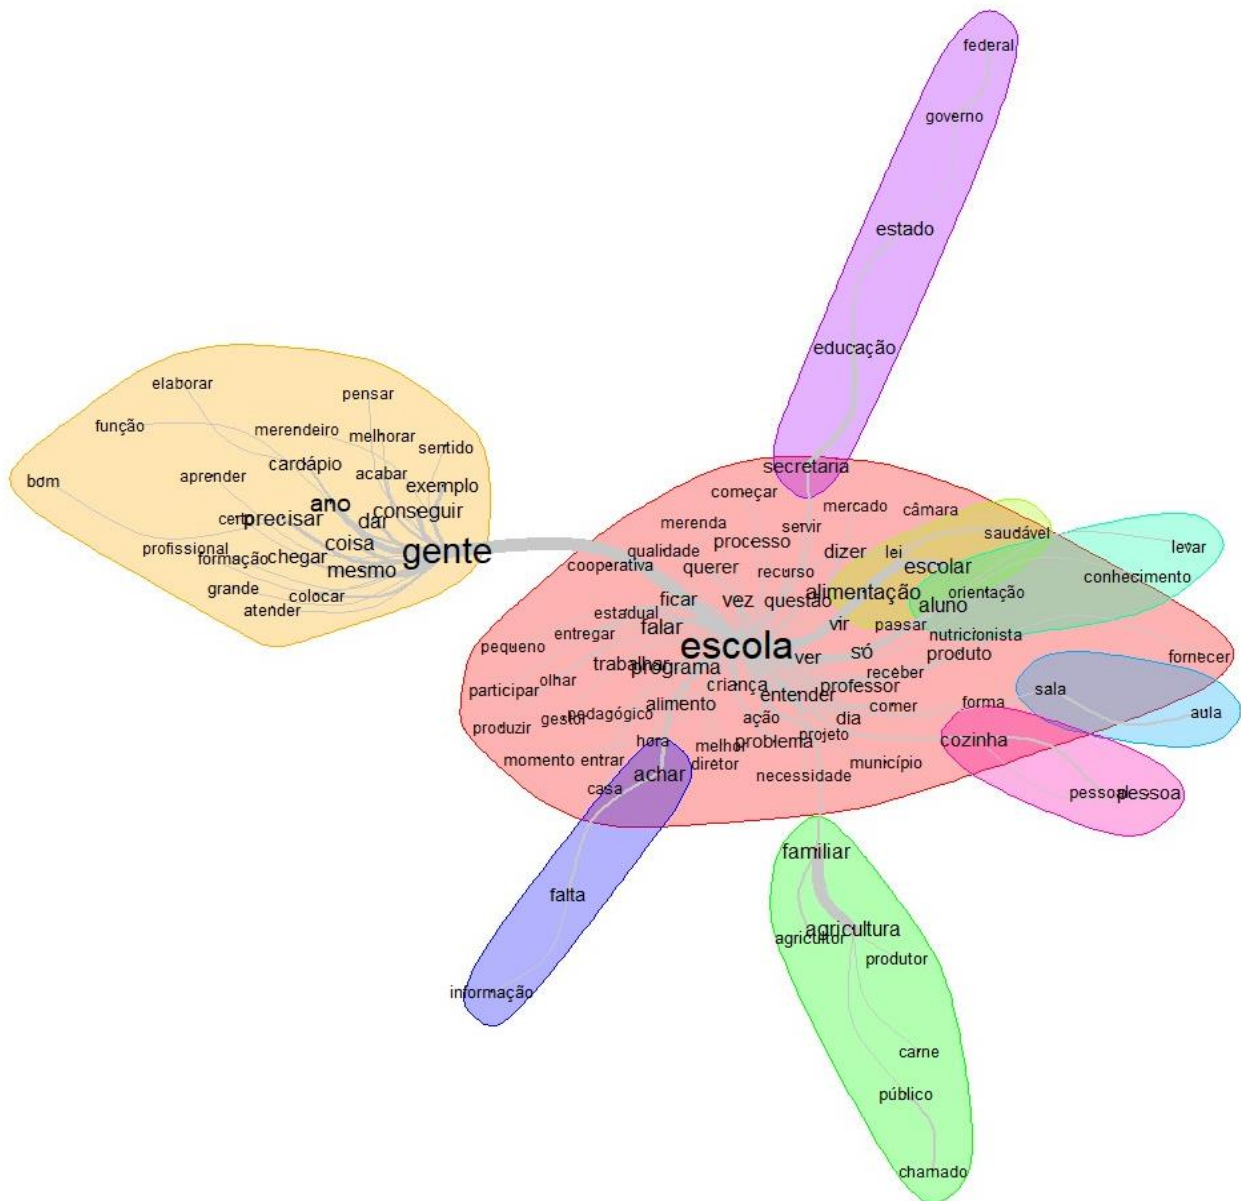 federal
governo
estado
educação
secretaria
elaborar
pensar
função
merendeiro
melhorar
sentido
cardápio
acabar
aprender
exemplo
bom
ano
conseguir
certo
precisar
dar
profissional
coisa
gente
formação
chegar
mesmo
grande
colocar
atender
começar
mercado
câmara
merenda
servir
saudável
processo
qualidade
dizer
lei
levar
cooperativa
querer
recurso
escolar
conhecimento
alimentação
orientação
ficar
vez
questão
aluno
estadual
falar
vir
passar
entregar
nutricionista
pequeno
escola
ver
só
produto
fornecer
trabalhar
programa
receber
olhar
criança
professor
participar
entender
sala
alimento
comer
forma
produzir
gestor
pedagógico
ação
dia
aula
hora
problema
projeto
cozinha
melhor
momento
entrar
diretor
município
achar
necessidade
casa
pessoal
pessoa
familiar
falta
agricultura
agricultor
produtor
informação
carne
público
chamado